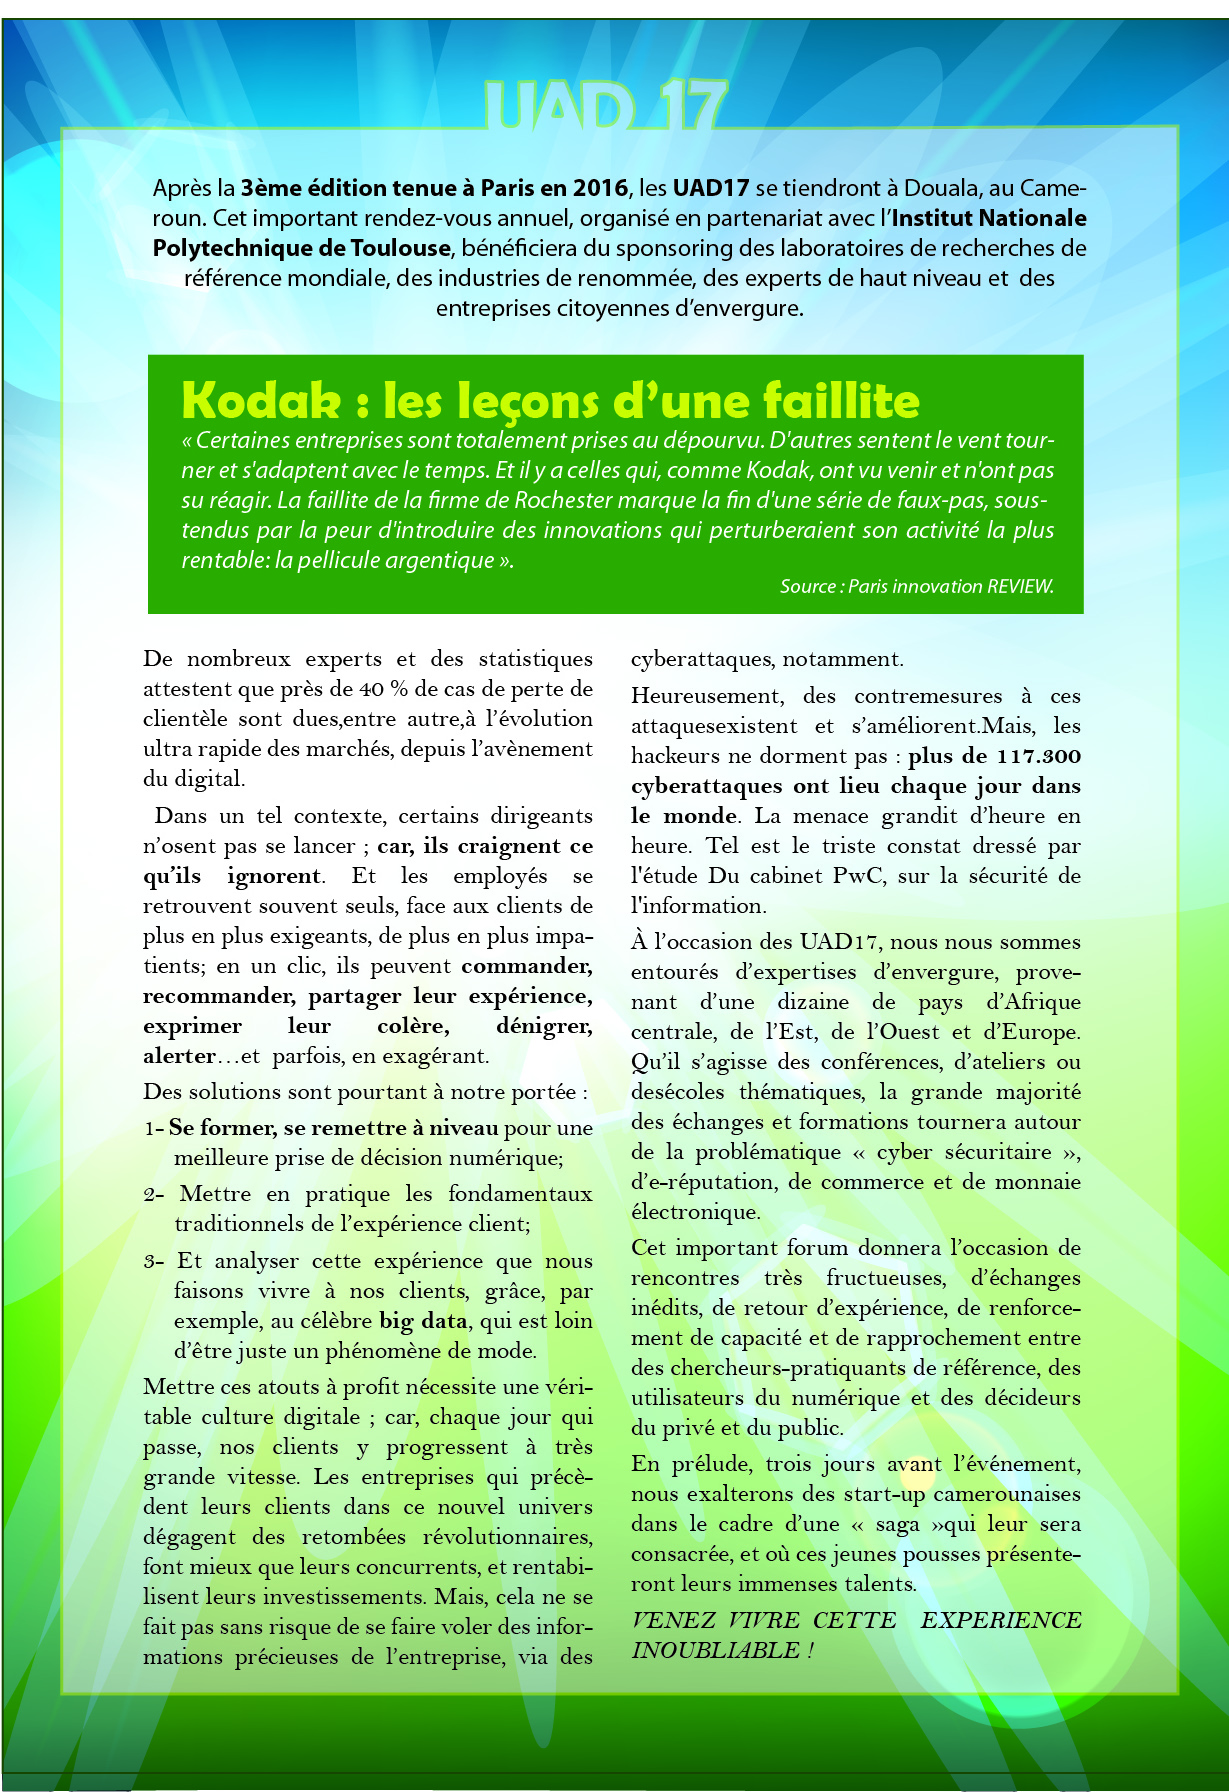 UAD 17
Après la 3ème édition tenue à Paris en 2016, les UAD17 se tiendront à Douala, au Came-
roun. Cet important rendez-vous annuel, organisé en partenariat avec l’Institut Nationale
Polytechnique de Toulouse, bénéficiera du sponsoring des laboratoires de recherches de
référence mondiale, des industries de renommée, des experts de haut niveau et  des
entreprises citoyennes d’envergure.
Kodak : les leçons d’une faillite
« Certaines entreprises sont totalement prises au dépourvu. D'autres sentent le vent tour-
ner et s'adaptent avec le temps. Et il y a celles qui, comme Kodak, ont vu venir et n'ont pas
su réagir. La faillite de la firme de Rochester marque la fin d'une série de faux-pas, sous-
tendus par la peur d'introduire des innovations qui perturberaient son activité la plus
rentable: la pellicule argentique ».
Source : Paris innovation REVIEW.
De nombreux experts et des statistiques
attestent que près de 40 % de cas de perte de
clientèle sont dues,entre autre,à l’évolution
ultra rapide des marchés, depuis l’avènement
du digital.
Dans un tel contexte, certains dirigeants
n’osent pas se lancer ; car, ils craignent ce
qu’ils ignorent. Et les employés se
retrouvent souvent seuls, face aux clients de
plus en plus exigeants, de plus en plus impa-
tients; en un clic, ils peuvent commander,
recommander, partager leur expérience,
exprimer leur colère, dénigrer,
alerter…et  parfois, en exagérant.
Des solutions sont pourtant à notre portée :
1- Se former, se remettre à niveau pour une
meilleure prise de décision numérique;
2- Mettre en pratique les fondamentaux
traditionnels de l’expérience client;
3- Et analyser cette expérience que nous
faisons vivre à nos clients, grâce, par
exemple, au célèbre big data, qui est loin
d’être juste un phénomène de mode.
Mettre ces atouts à profit nécessite une véri-
table culture digitale ; car, chaque jour qui
passe, nos clients y progressent à très
grande vitesse. Les entreprises qui précè-
dent leurs clients dans ce nouvel univers
dégagent des retombées révolutionnaires,
font mieux que leurs concurrents, et rentabi-
lisent leurs investissements. Mais, cela ne se
fait pas sans risque de se faire voler des infor-
mations précieuses de l’entreprise, via des
cyberattaques, notamment.
Heureusement, des contremesures à ces
attaquesexistent et s’améliorent.Mais, les
hackeurs ne dorment pas : plus de 117.300
cyberattaques ont lieu chaque jour dans
le monde. La menace grandit d’heure en
heure. Tel est le triste constat dressé par
l'étude Du cabinet PwC, sur la sécurité de
l'information.
À l’occasion des UAD17, nous nous sommes
entourés d’expertises d’envergure, prove-
nant d’une dizaine de pays d’Afrique
centrale, de l’Est, de l’Ouest et d’Europe.
Qu’il s’agisse des conférences, d’ateliers ou
desécoles thématiques, la grande majorité
des échanges et formations tournera autour
de la problématique « cyber sécuritaire »,
d’e-réputation, de commerce et de monnaie
électronique.
Cet important forum donnera l’occasion de
rencontres très fructueuses, d’échanges
inédits, de retour d’expérience, de renforce-
ment de capacité et de rapprochement entre
des chercheurs-pratiquants de référence, des
utilisateurs du numérique et des décideurs
du privé et du public.
En prélude, trois jours avant l’événement,
nous exalterons des start-up camerounaises
dans le cadre d’une « saga »qui leur sera
consacrée, et où ces jeunes pousses présente-
ront leurs immenses talents.
VENEZ VIVRE CETTE  EXPERIENCE
INOUBLIABLE !